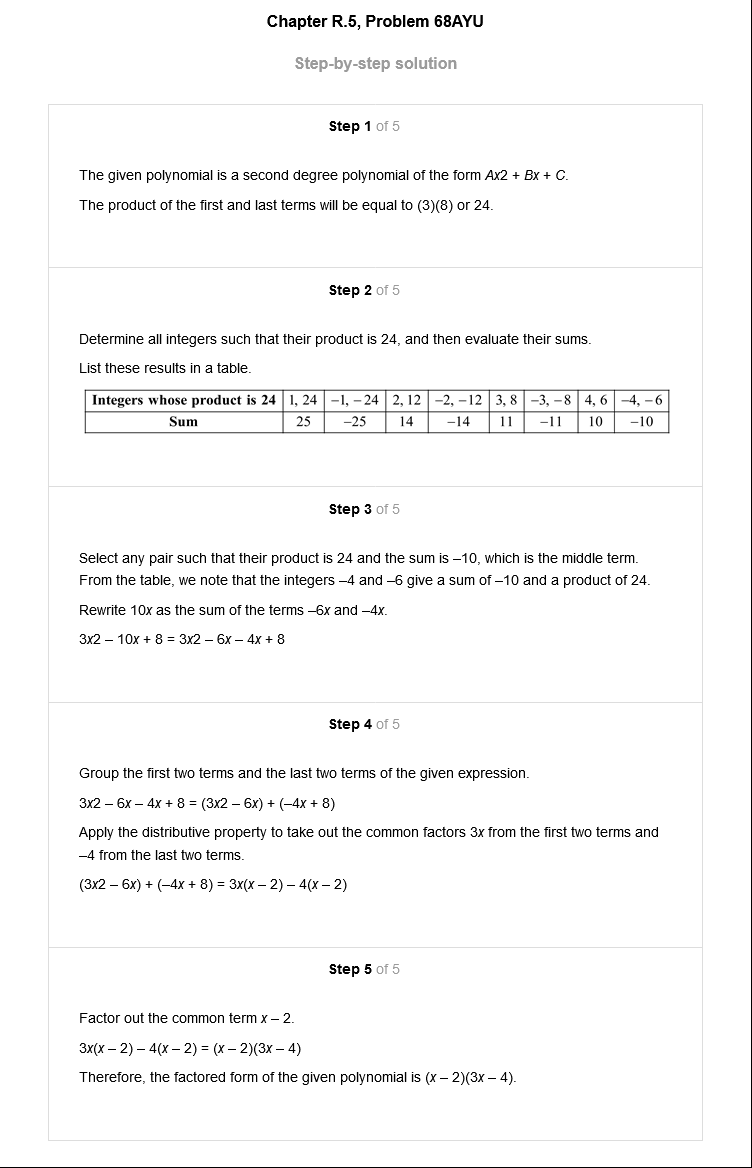 Chapter R.5, Problem 68AYU
Step-by-step solution
Step 1 of 5
The given polynomial is a second degree polynomial of the form Ax2 + Bx + C.
The product of the first and last terms will be equal to (3)(8) or 24.
Step 2 of 5
Determine all integers such that their product is 24, and then evaluate their sums.
List these results in a table.
Integers whose product is 24 1, 24 −1, −24 2, 12 −2, −12 3, 8 −3, −8 4, 6 −4, −6
Sum 25 −25 14 −14 11 −11 10 −10
Step 3 of 5
Select any pair such that their product is 24 and the sum is –10, which is the middle term.
From the table, we note that the integers –4 and –6 give a sum of –10 and a product of 24.
Rewrite 10x as the sum of the terms –6x and –4x.
3x2 – 10x + 8 = 3x2 – 6x – 4x + 8
Step 4 of 5
Group the first two terms and the last two terms of the given expression.
3x2 – 6x – 4x + 8 = (3x2 – 6x) + (–4x + 8)
Apply the distributive property to take out the common factors 3x from the first two terms and
–4 from the last two terms.
(3x2 – 6x) + (–4x + 8) = 3x(x – 2) – 4(x – 2)
Step 5 of 5
Factor out the common term x – 2.
3x(x – 2) – 4(x – 2) = (x – 2)(3x – 4)
Therefore, the factored form of the given polynomial is (x – 2)(3x – 4).